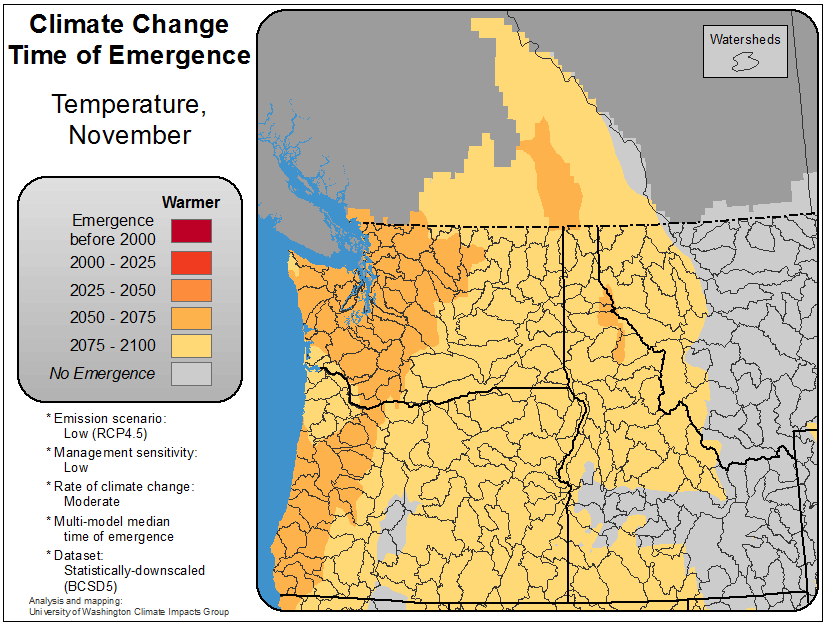 Climate Change
Time of Emergence
Temperature,
November
Warmer
Emergence
before 2000
2000 - 2025
2025 - 2050
2050 - 2075
2075 - 2100
No Emergence
* Emission scenario:
Low (RCP4.5)
* Management sensitivity:
Low
* Rate of climate change:
Moderate
* Multi-model median
time of emergence
* Dataset:
Statistically-downscaled
(BCSD5)
Analysis and mapping:
University of Washington Climate Impacts Group
Watersheds